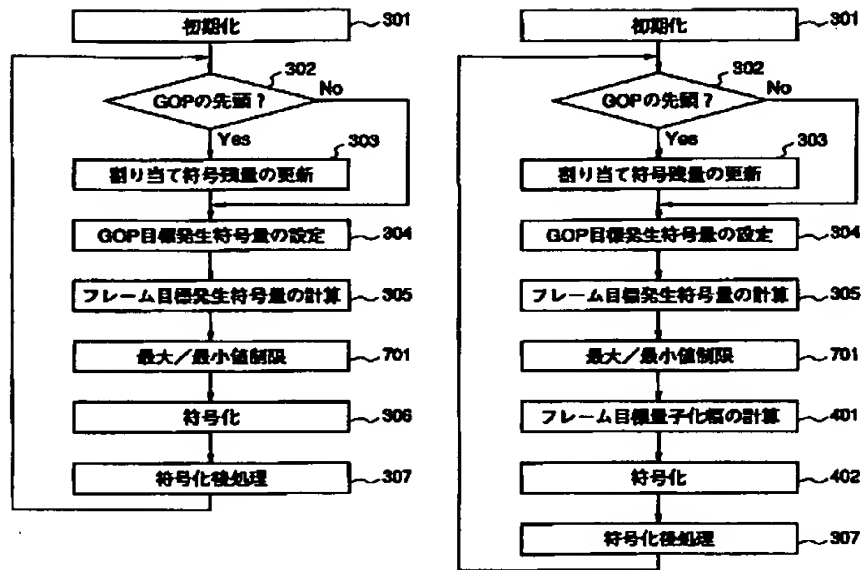 初期化 301
302
GOPの先頭? No
Yes 303
割り当て符号残量の更新
GOP目標発生符号量の設定 304
フレーム目標発生符号量の計算 305
最大/最小値制限 701
符号化 306
符号化後処理 307
初期化 301
302
GOPの先頭? No
Yes 303
割り当て符号残量の更新
GOP目標発生符号量の設定 304
フレーム目標発生符号量の計算 305
最大/最小値制限 701
フレーム目標量子化幅の計算 401
符号化 402
符号化後処理 307